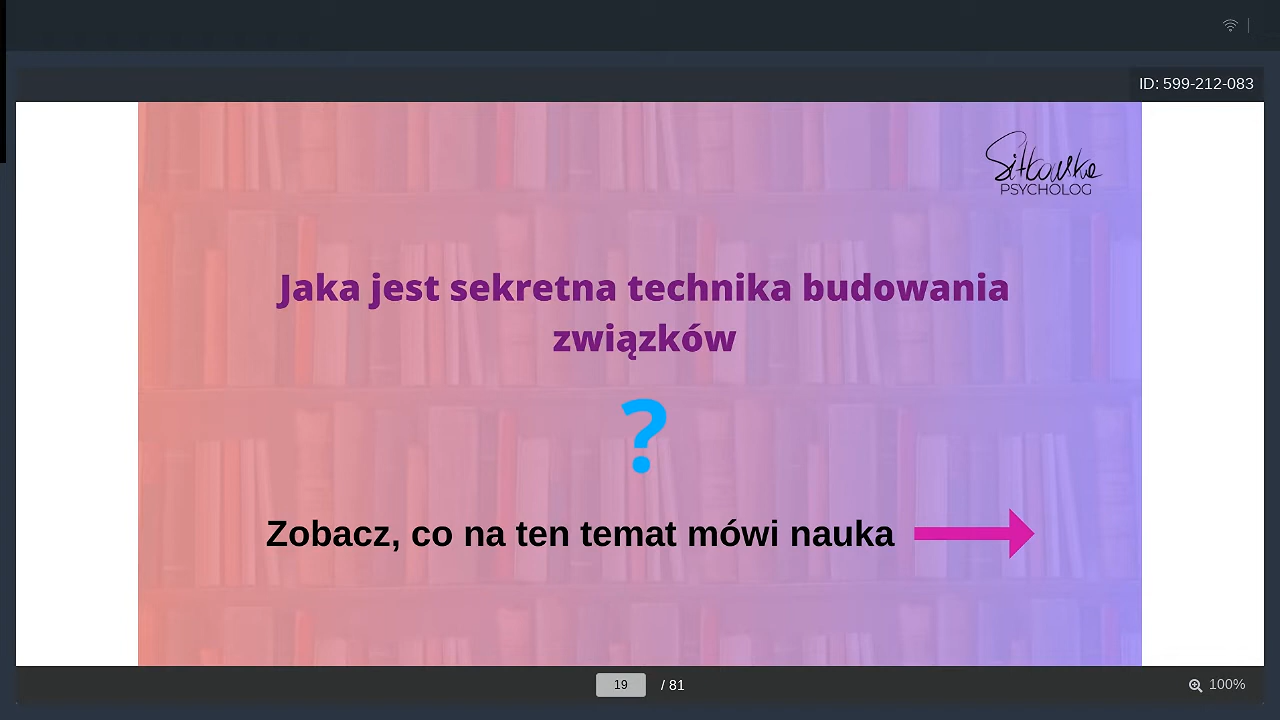 ID: 599-212-083
Siłowska
PSYCHOLOG
Jaka jest sekretna technika budowania
związków
?
Zobacz, co na ten temat mówi nauka
19 / 81
100%